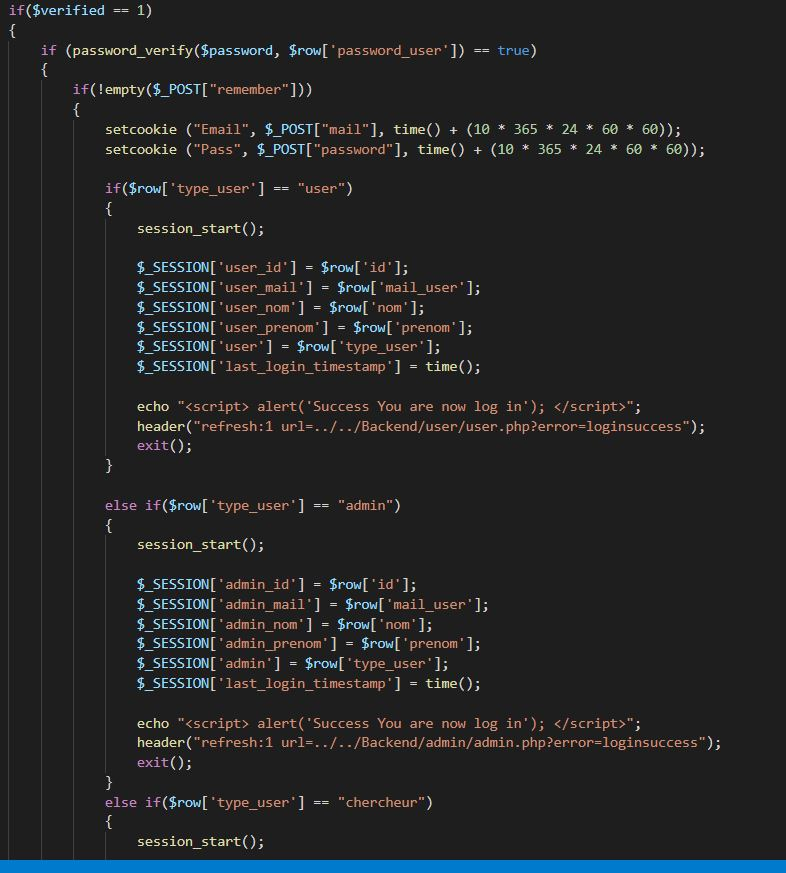 if($verified == 1)
{
if (password_verify($password, $row['password_user']) == true)
{
if(!empty($_POST["remember"]))
{
setcookie ("Email", $_POST["mail"], time() + (10 * 365 * 24 * 60 * 60));
setcookie ("Pass", $_POST["password"], time() + (10 * 365 * 24 * 60 * 60));
if($row['type_user'] == "user")
{
session_start();
$_SESSION['user_id'] = $row['id'];
$_SESSION['user_mail'] = $row['mail_user'];
$_SESSION['user_nom'] = $row['nom'];
$_SESSION['user_prenom'] = $row['prenom'];
$_SESSION['user'] = $row['type_user'];
$_SESSION['last_login_timestamp'] = time();
echo "<script> alert('Success You are now log in'); </script>";
header("refresh:1 url=../../Backend/user/user.php?error=loginsuccess");
exit();
}
else if($row['type_user'] == "admin")
{
session_start();
$_SESSION['admin_id'] = $row['id'];
$_SESSION['admin_mail'] = $row['mail_user'];
$_SESSION['admin_nom'] = $row['nom'];
$_SESSION['admin_prenom'] = $row['prenom'];
$_SESSION['admin'] = $row['type_user'];
$_SESSION['last_login_timestamp'] = time();
echo "<script> alert('Success You are now log in'); </script>";
header("refresh:1 url=../../Backend/admin/admin.php?error=loginsuccess");
exit();
}
else if($row['type_user'] == "chercheur")
{
session_start();